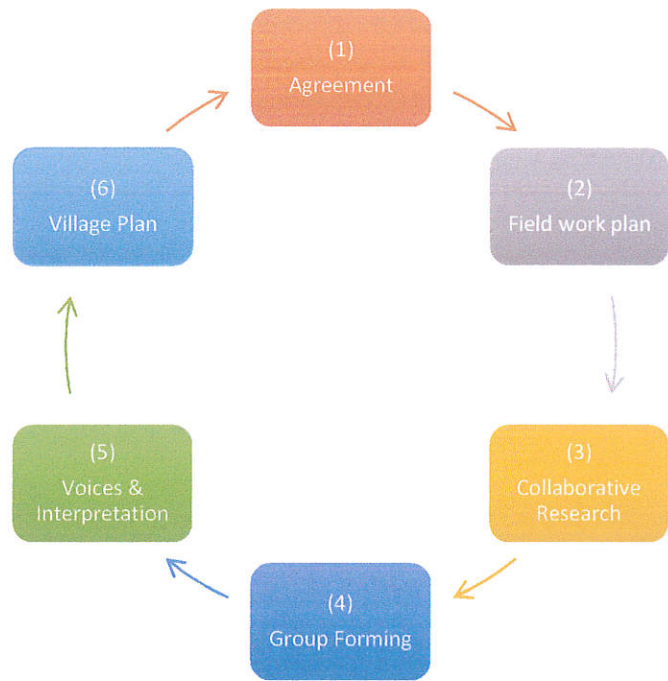 (1)
Agreement
(2)
Field work plan
(3)
Collaborative
Research
(4)
Group Forming
(5)
Voices &
Interpretation
(6)
Village Plan